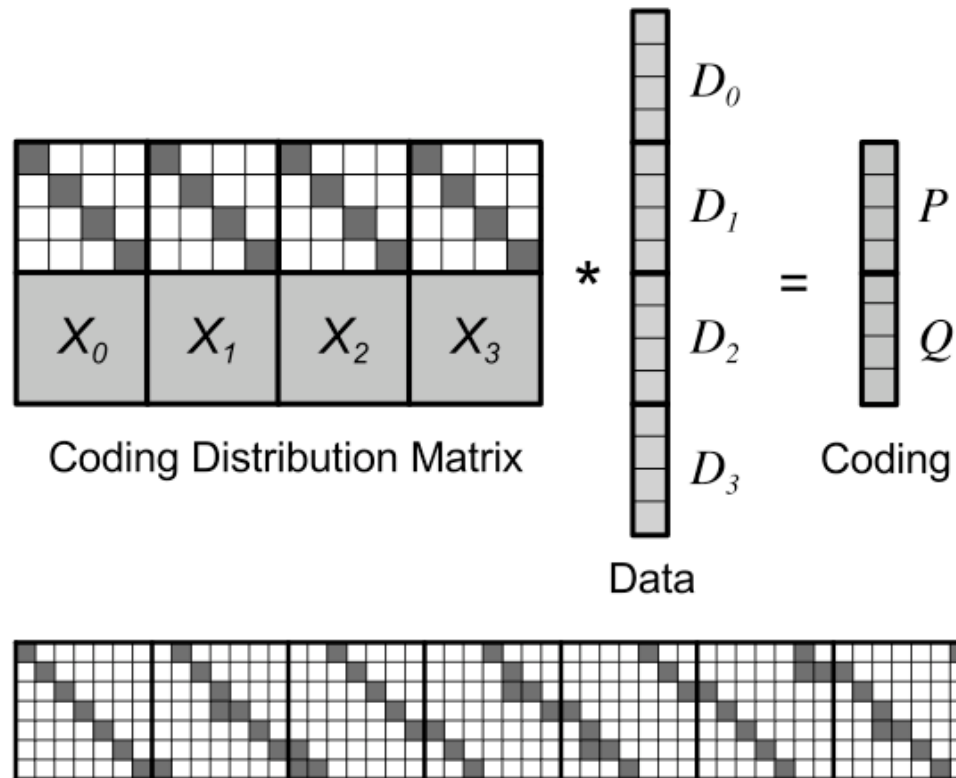 D₀
D₁
P
X₀ X₁ X₂ X₃
*
=
D₂
Q
Coding Distribution Matrix
D₃
Coding
Data